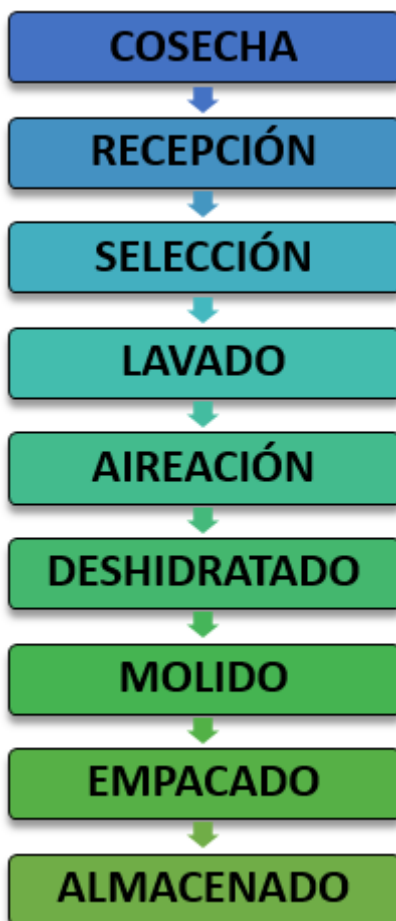 COSECHA
RECEPCIÓN
SELECCIÓN
LAVADO
AIREACIÓN
DESHIDRATADO
MOLIDO
EMPACADO
ALMACENADO